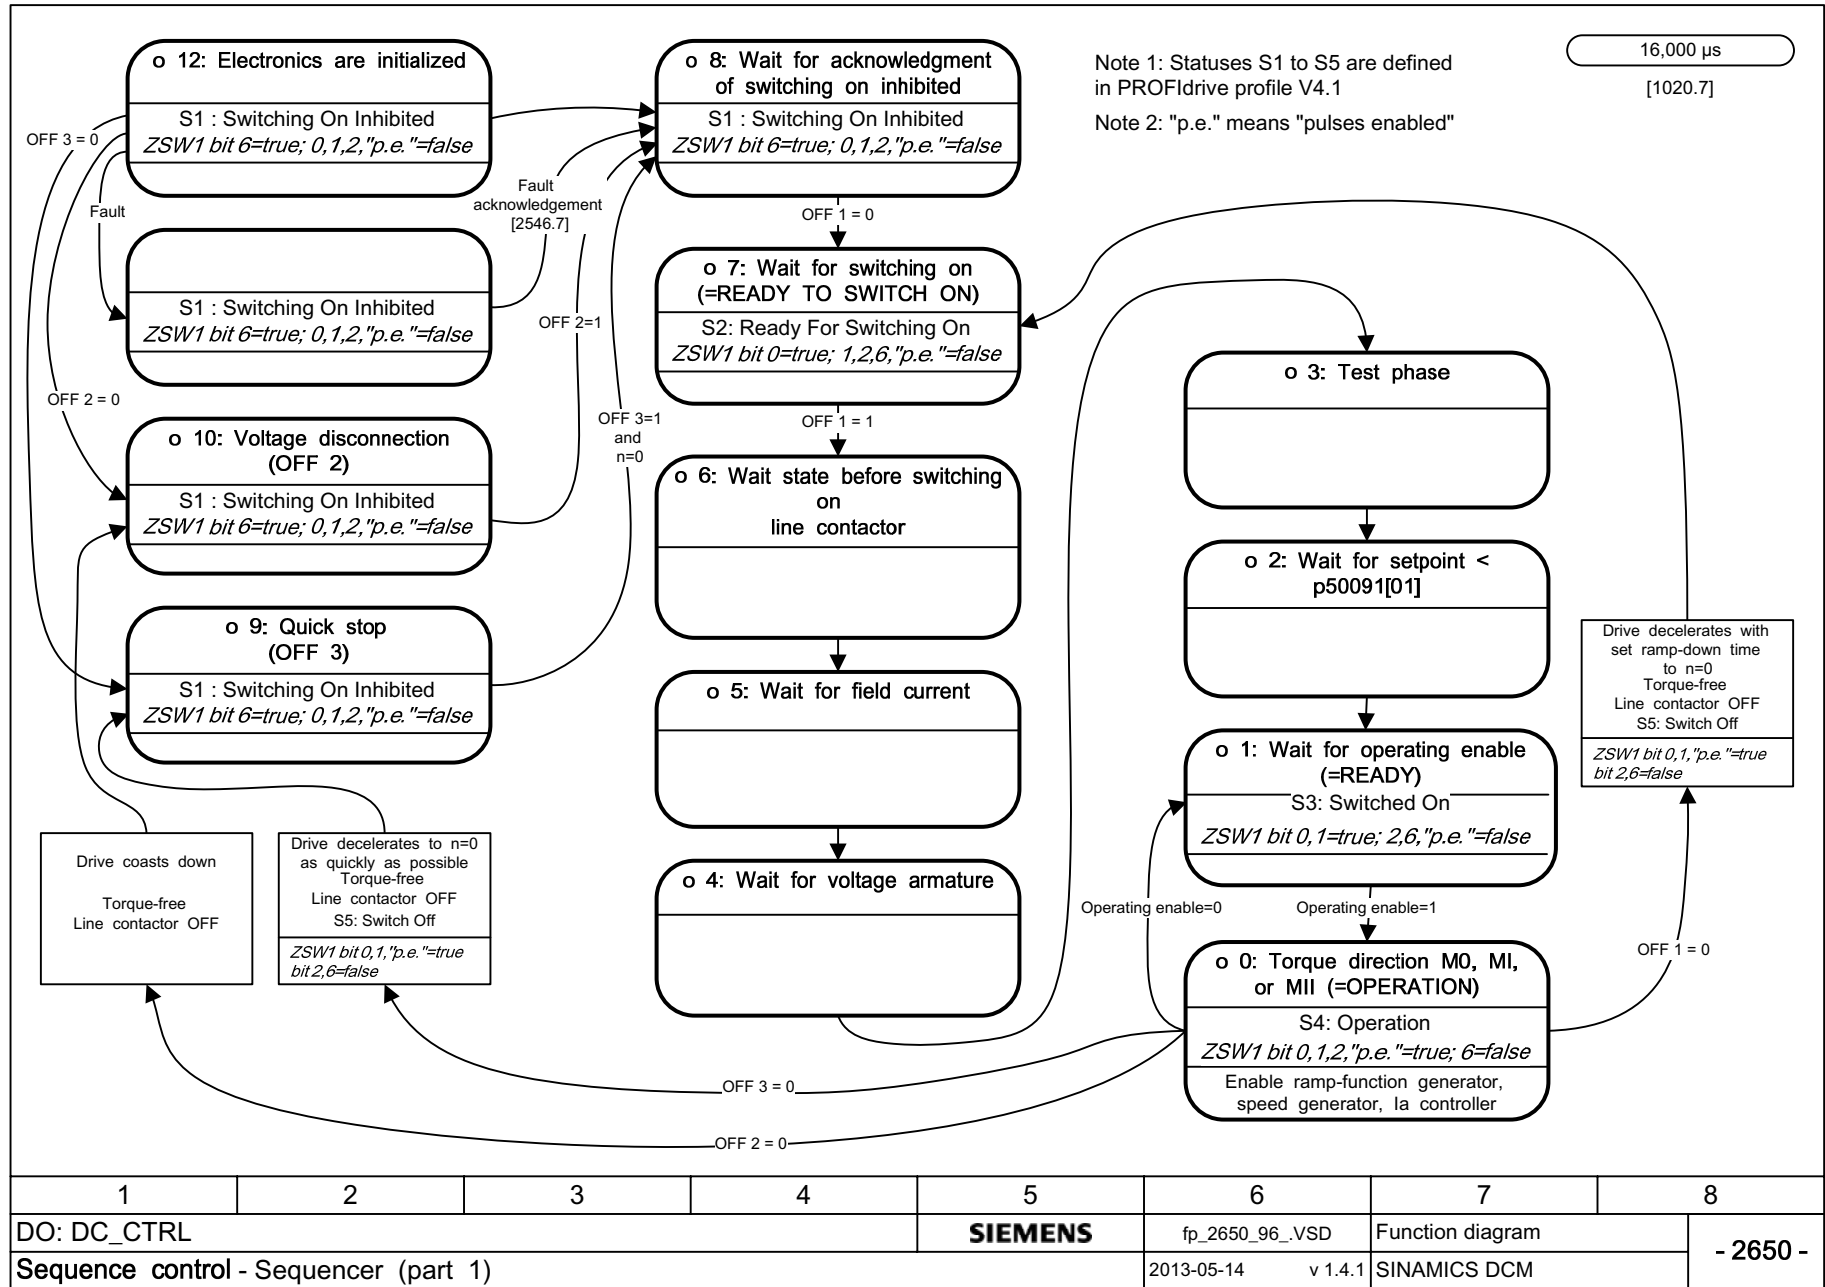 o 12: Electronics are initialized
S1 : Switching On Inhibited
ZSW1 bit 6=true; 0,1,2,"p.e."=false
OFF 3 = 0
Fault
S1 : Switching On Inhibited
ZSW1 bit 6=true; 0,1,2,"p.e."=false
Fault
acknowledgement
[2546.7]
OFF 2=1
OFF 2 = 0
o 10: Voltage disconnection
(OFF 2)
S1 : Switching On Inhibited
ZSW1 bit 6=true; 0,1,2,"p.e."=false
OFF 3=1
and
n=0
o 9: Quick stop
(OFF 3)
S1 : Switching On Inhibited
ZSW1 bit 6=true; 0,1,2,"p.e."=false
Drive coasts down
Torque-free
Line contactor OFF
Drive decelerates to n=0
as quickly as possible
Torque-free
Line contactor OFF
S5: Switch Off
ZSW1 bit 0,1,"p.e."=true
bit 2,6=false
o 8: Wait for acknowledgment
of switching on inhibited
S1 : Switching On Inhibited
ZSW1 bit 6=true; 0,1,2,"p.e."=false
OFF 1 = 0
o 7: Wait for switching on
(=READY TO SWITCH ON)
S2: Ready For Switching On
ZSW1 bit 0=true; 1,2,6,"p.e."=false
OFF 1 = 1
o 6: Wait state before switching
on
line contactor
o 5: Wait for field current
o 4: Wait for voltage armature
Note 1: Statuses S1 to S5 are defined
in PROFIdrive profile V4.1
Note 2: "p.e." means "pulses enabled"
16,000 µs
[1020.7]
o 3: Test phase
o 2: Wait for setpoint <
p50091[01]
o 1: Wait for operating enable
(=READY)
S3: Switched On
ZSW1 bit 0,1=true; 2,6,"p.e."=false
Operating enable=0
Operating enable=1
o 0: Torque direction M0, MI,
or MII (=OPERATION)
S4: Operation
ZSW1 bit 0,1,2,"p.e."=true; 6=false
Enable ramp-function generator,
speed generator, Ia controller
Drive decelerates with
set ramp-down time
to n=0
Torque-free
Line contactor OFF
S5: Switch Off
ZSW1 bit 0,1,"p.e."=true
bit 2,6=false
OFF 1 = 0
OFF 3 = 0
OFF 2 = 0
1 2 3 4 5 6 7 8
DO: DC_CTRL
SIEMENS
fp_2650_96_.VSD
Function diagram
- 2650 -
Sequence control - Sequencer (part 1)
2013-05-14 v 1.4.1
SINAMICS DCM